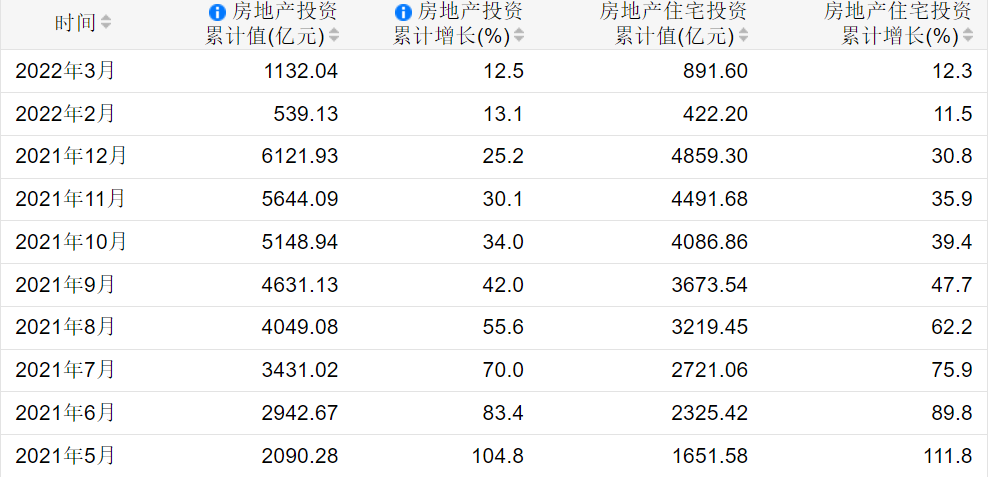 时间 房地产投资累计值(亿元) 房地产投资累计增长(%) 房地产住宅投资累计值(亿元) 房地产住宅投资累计增长(%)
2022年3月 1132.04 12.5 891.60 12.3
2022年2月 539.13 13.1 422.20 11.5
2021年12月 6121.93 25.2 4859.30 30.8
2021年11月 5644.09 30.1 4491.68 35.9
2021年10月 5148.94 34.0 4086.86 39.4
2021年9月 4631.13 42.0 3673.54 47.7
2021年8月 4049.08 55.6 3219.45 62.2
2021年7月 3431.02 70.0 2721.06 75.9
2021年6月 2942.67 83.4 2325.42 89.8
2021年5月 2090.28 104.8 1651.58 111.8